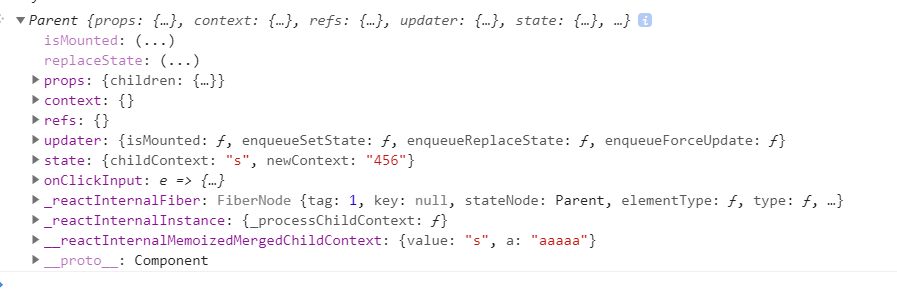 Parent {props: {…}, context: {…}, refs: {…}, updater: {…}, state: {…}, …} i
isMounted: (...)
replaceState: (...)
props: {children: {…}}
context: {}
refs: {}
updater: {isMounted: ƒ, enqueueSetState: ƒ, enqueueReplaceState: ƒ, enqueueForceUpdate: ƒ}
state: {childContext: "s", newContext: "456"}
onClickInput: e => {…}
_reactInternalFiber: FiberNode {tag: 1, key: null, stateNode: Parent, elementType: ƒ, type: ƒ, …}
_reactInternalInstance: {_processChildContext: ƒ}
__reactInternalMemoizedMergedChildContext: {value: "s", a: "aaaaa"}
__proto__: Component